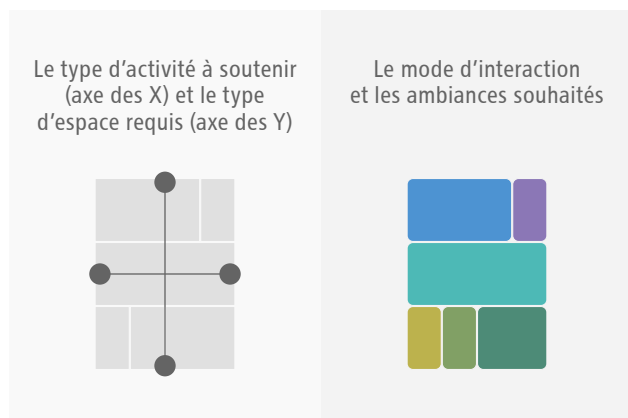 Le type d’activité à soutenir
(axe des X) et le type
d’espace requis (axe des Y)
Le mode d’interaction
et les ambiances souhaités